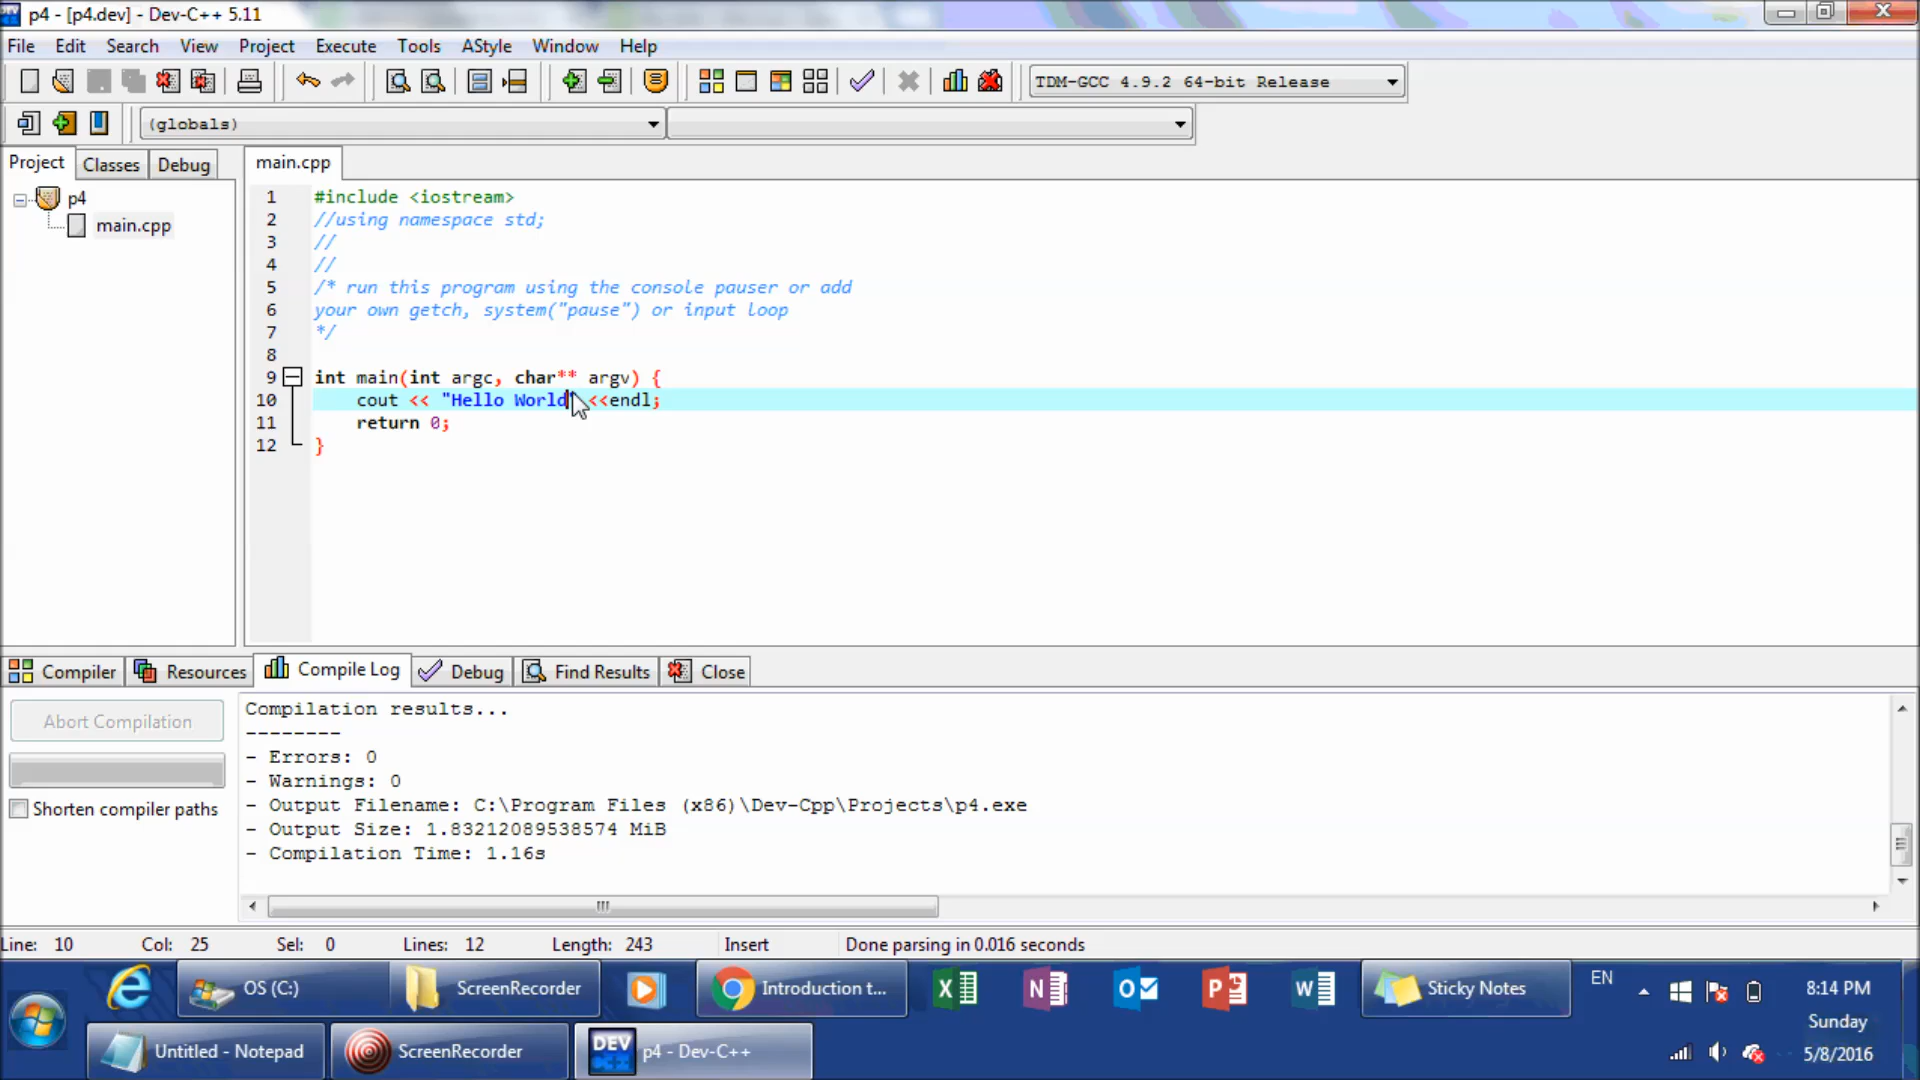 p4 - [p4.dev] - Dev-C++ 5.11
File Edit Search View Project Execute Tools AStyle Window Help
TDM-GCC 4.9.2 64-bit Release
(globals)
Project Classes Debug
main.cpp
p4
main.cpp
1 #include <iostream>
2 //using namespace std;
3 //
4 //
5 /* run this program using the console pauser or add
6 your own getch, system("pause") or input loop
7 */
8
9 int main(int argc, char** argv) {
10 cout << "Hello World" <<endl;
11 return 0;
12 }
Compiler Resources Compile Log Debug Find Results Close
Abort Compilation
Shorten compiler paths
Compilation results...
--------
- Errors: 0
- Warnings: 0
- Output Filename: C:\Program Files (x86)\Dev-Cpp\Projects\p4.exe
- Output Size: 1.83212089538574 MiB
- Compilation Time: 1.16s
Line: 10 Col: 25 Sel: 0 Lines: 12 Length: 243 Insert Done parsing in 0.016 seconds
OS (C:) ScreenRecorder Introduction t... Sticky Notes EN
8:14 PM
Sunday
5/8/2016
Untitled - Notepad ScreenRecorder DEV C++ p4 - Dev-C++